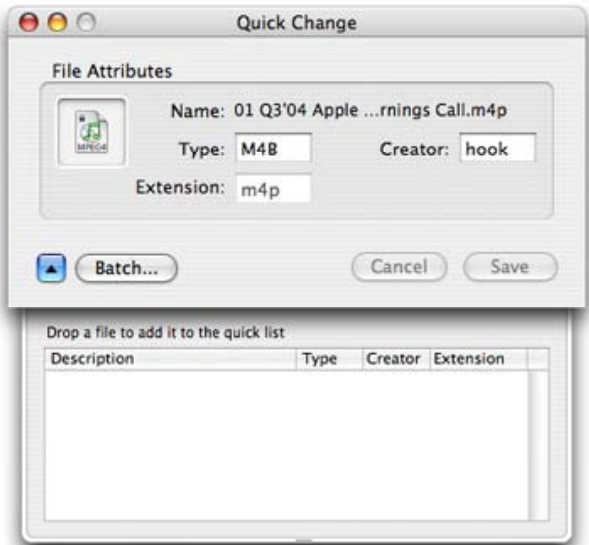 Quick Change
File Attributes
MPEG4
Name: 01 Q3'04 Apple ...rnings Call.m4p
Type: M4B Creator: hook
Extension: m4p
Batch... Cancel Save
Drop a file to add it to the quick list
Description Type Creator Extension